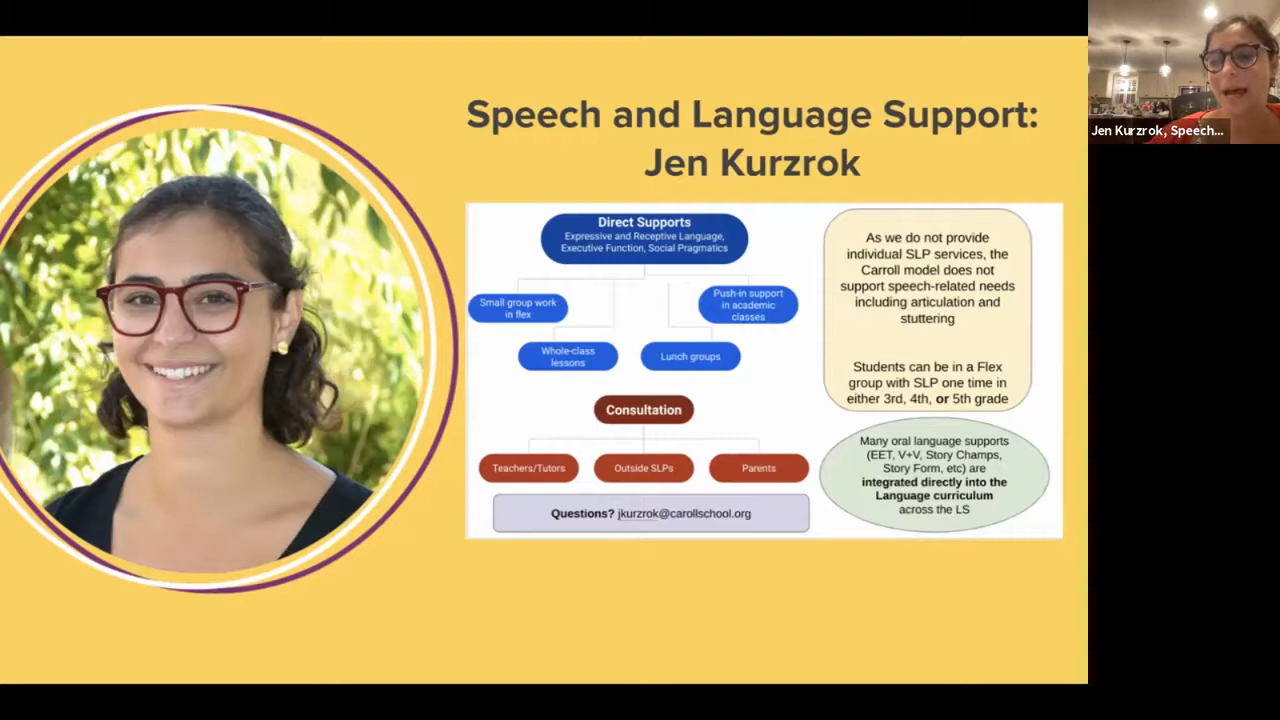 Speech and Language Support:
Jen Kurzrok
Direct Supports
Expressive and Receptive Language,
Executive Function, Social Pragmatics
Small group work
in flex
Push-in support
in academic
classes
Whole-class
lessons
Lunch groups
Consultation
Teachers/Tutors
Outside SLPs
Parents
Questions? jkurzrok@carollschool.org
As we do not provide
individual SLP services, the
Carroll model does not
support speech-related needs
including articulation and
stuttering
Students can be in a Flex
group with SLP one time in
either 3rd, 4th, or 5th grade
Many oral language supports
(EET, V+V, Story Champs,
Story Form, etc) are
integrated directly into the
Language curriculum
across the LS
Jen Kurzrok, Speech...